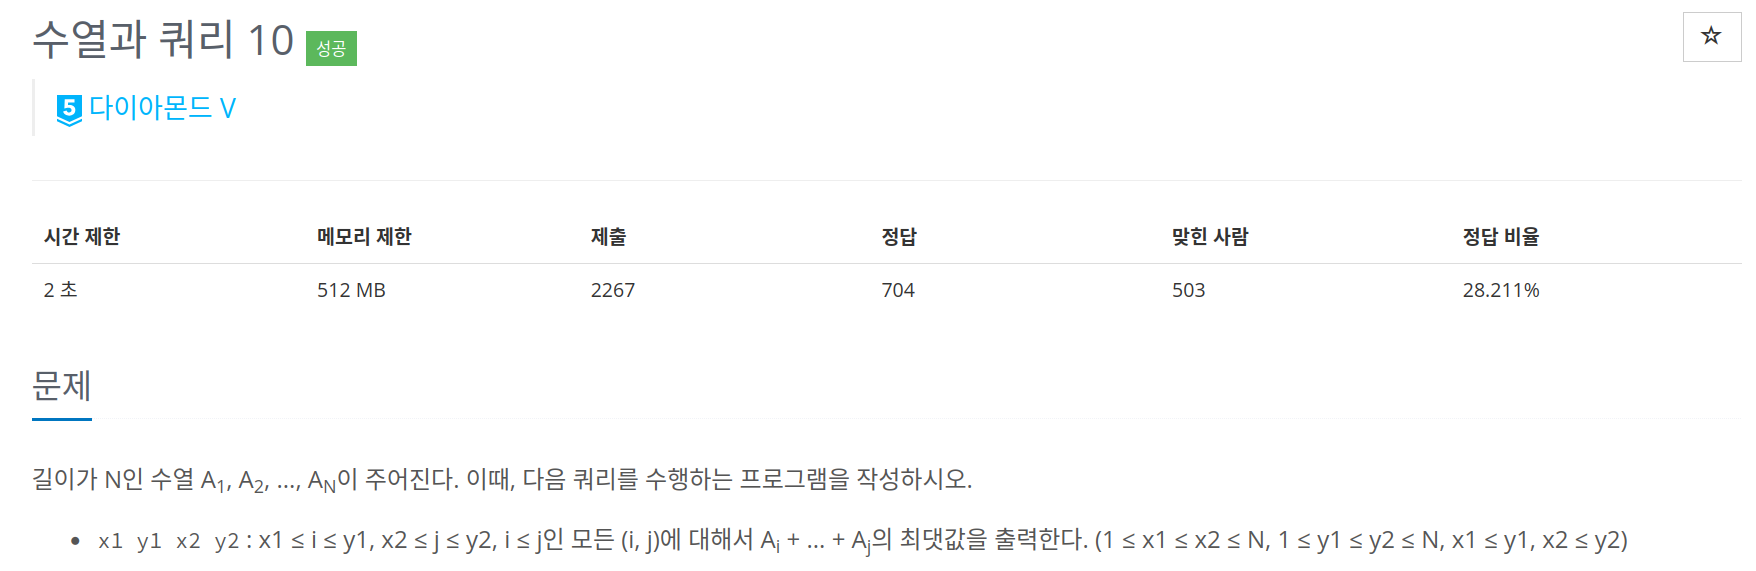 수열과 쿼리 10 성공
☆
5 다이아몬드 V
시간 제한 메모리 제한 제출 정답 맞힌 사람 정답 비율
2 초 512 MB 2267 704 503 28.211%
문제
길이가 N인 수열 A1, A2, ..., AN이 주어진다. 이때, 다음 쿼리를 수행하는 프로그램을 작성하시오.
• x1 y1 x2 y2 : x1 ≤ i ≤ y1, x2 ≤ j ≤ y2, i ≤ j인 모든 (i, j)에 대해서 Ai + ... + Aj의 최댓값을 출력한다. (1 ≤ x1 ≤ x2 ≤ N, 1 ≤ y1 ≤ y2 ≤ N, x1 ≤ y1, x2 ≤ y2)